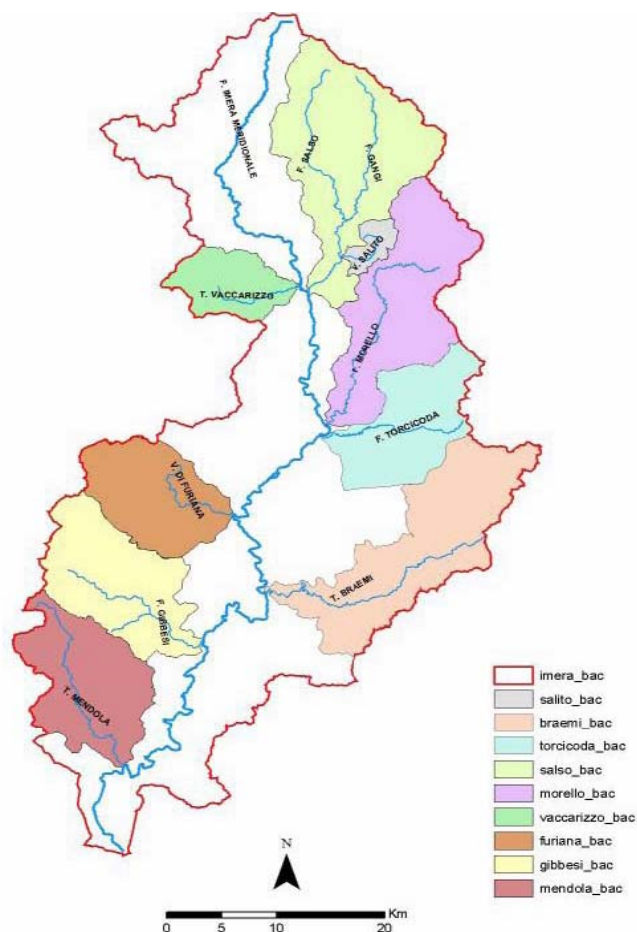 F. IMERA MERIDIONALE
F. SALSO
F. GANGI
V. SALITO
T. VACCARIZZO
F. MORELLO
F. TORCICODA
V. DI FURIANA
T. BRAEMI
F. GIBBESI
T. MENDOLA
imera_bac
salito_bac
braemi_bac
torcicoda_bac
salso_bac
morello_bac
vaccarizzo_bac
furiana_bac
gibbesi_bac
mendola_bac
N
Km
0 5 10 20